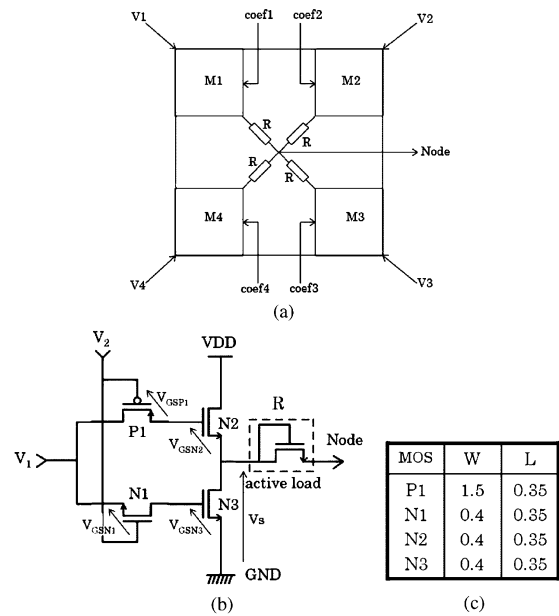 V1 coef1 coef2 V2
M1 M2
R R
Node
R R
M4 M3
V4 coef4 coef3 V3
(a)
V2
VDD
VGSP1
P1 VGSN2 N2
R
Node
V1
active load
N1 N3
VGSN1 VGSN3 Vs
GND
(b)
MOS W L
P1 1.5 0.35
N1 0.4 0.35
N2 0.4 0.35
N3 0.4 0.35
(c)